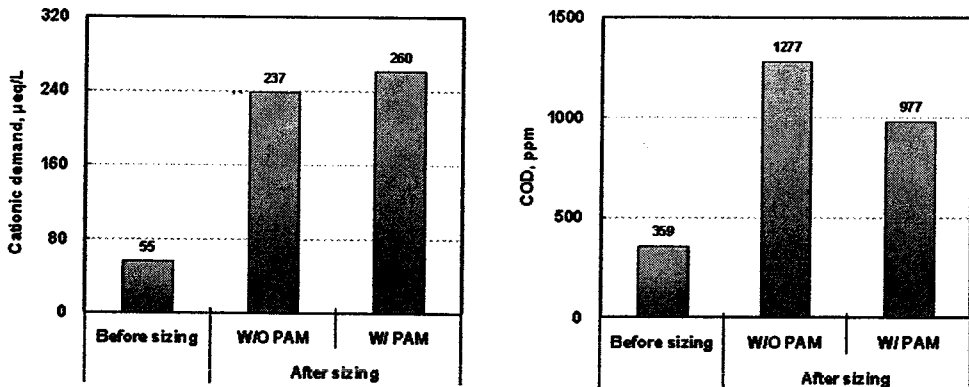 320
240
160
80
0
Cationic demand, µeq/L
55
237
260
Before sizing
W/O PAM
W/ PAM
After sizing
1500
1000
500
0
COD, ppm
359
1277
977
Before sizing
W/O PAM
W/ PAM
After sizing